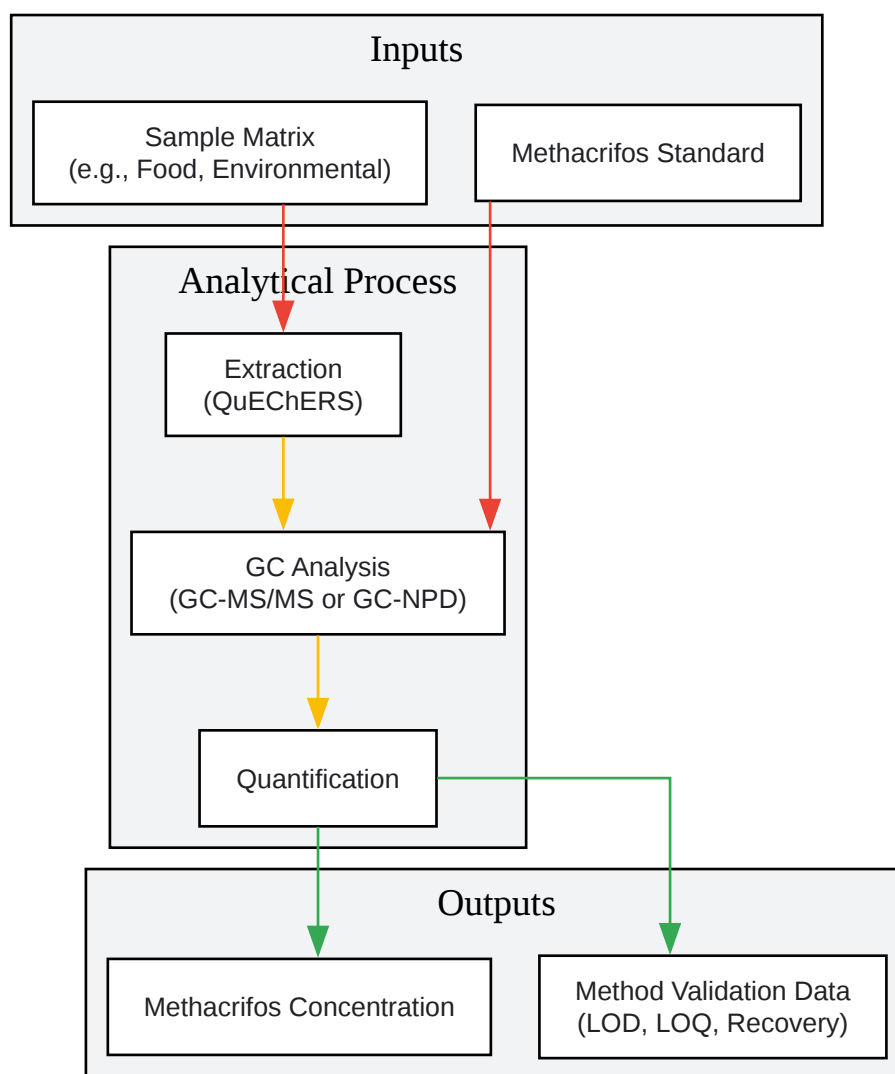 Inputs
Sample Matrix
(e.g., Food, Environmental)
Methacrifos Standard
Analytical Process
Extraction
(QuEChERS)
GC Analysis
(GC-MS/MS or GC-NPD)
Quantification
Outputs
Methacrifos Concentration
Method Validation Data
(LOD, LOQ, Recovery)